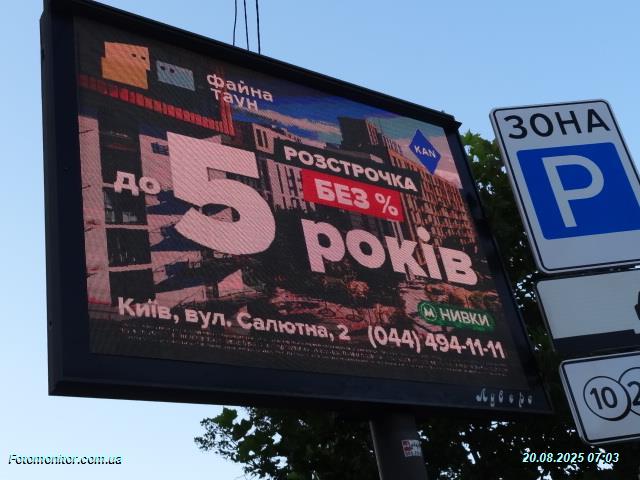 файна
таун
KAN
РОЗСТРОЧКА
БЕЗ %
до 5 років
Київ, вул. Салютна, 2 (044) 494-11-11
М НИВКИ
Лувере
ЗОНА
P
10
Fotomonitor.com.ua
20.08.2025 07:03